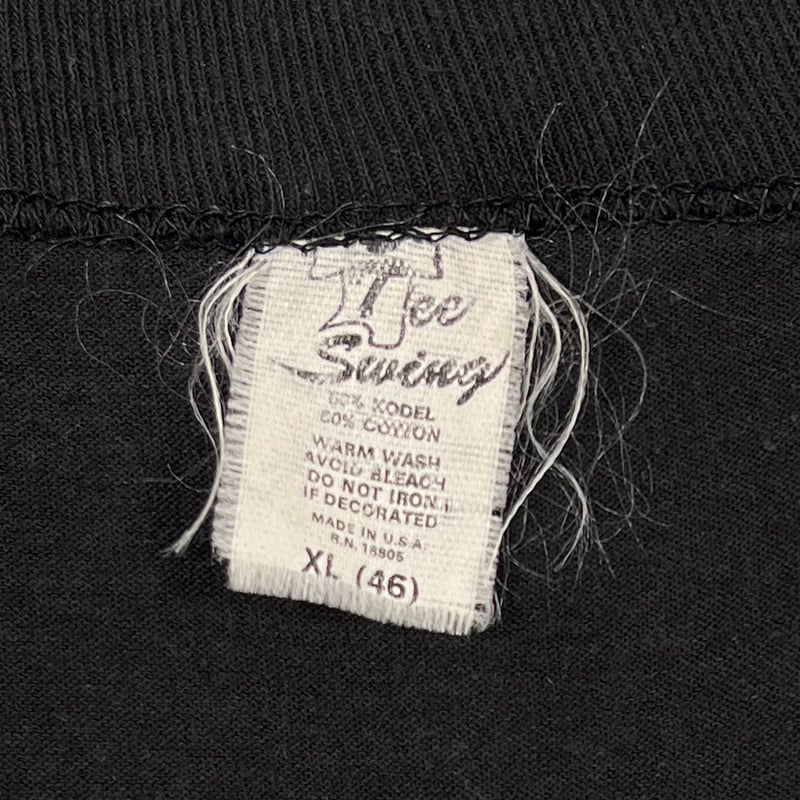 Tee
Swing
50% KODEL
50% COTTON
WARM WASH
AVOID BLEACH
DO NOT IRON
IF DECORATED
MADE IN U.S.A.
R.N. 18805
XL (46)